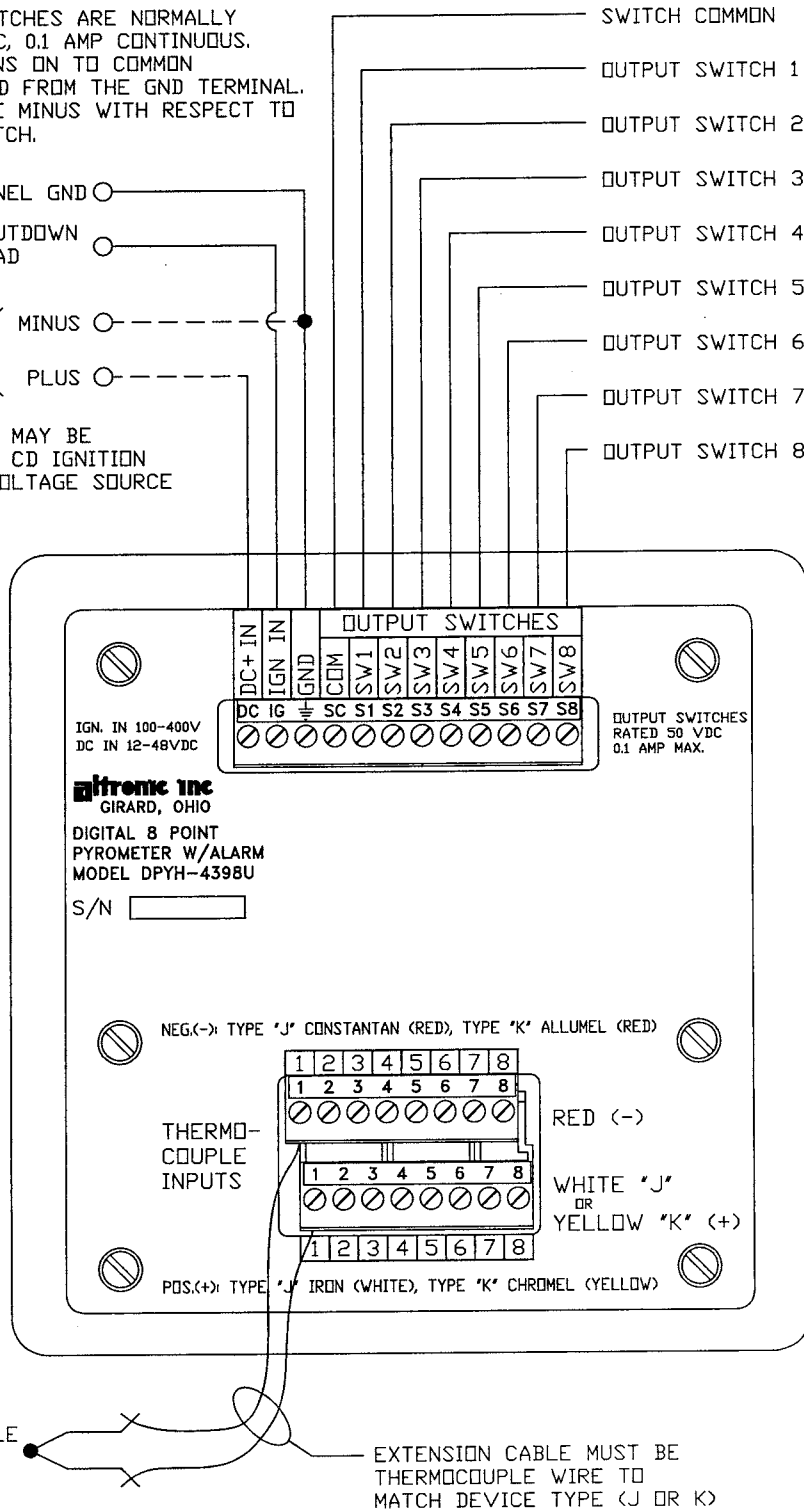 TCHES ARE NORMALLY
C, 0.1 AMP CONTINUOUS.
NS ON TO COMMON
D FROM THE GND TERMINAL.
E MINUS WITH RESPECT TO
TCH.
SWITCH COMMON
OUTPUT SWITCH 1
OUTPUT SWITCH 2
OUTPUT SWITCH 3
OUTPUT SWITCH 4
OUTPUT SWITCH 5
OUTPUT SWITCH 6
OUTPUT SWITCH 7
OUTPUT SWITCH 8
NEL GND
UTDOWN
AD
MINUS
PLUS
MAY BE
CD IGNITION
OLTAGE SOURCE
OUTPUT SWITCHES
DC+ IN IGN IN GND COM SW1 SW2 SW3 SW4 SW5 SW6 SW7 SW8
DC IG SC S1 S2 S3 S4 S5 S6 S7 S8
IGN. IN 100-400V
DC IN 12-48VDC
OUTPUT SWITCHES
RATED 50 VDC
0.1 AMP MAX.
altronic inc
GIRARD, OHIO
DIGITAL 8 POINT
PYROMETER W/ALARM
MODEL DPYH-4398U
S/N
NEG.(-): TYPE "J" CONSTANTAN (RED), TYPE "K" ALLUMEL (RED)
1 2 3 4 5 6 7 8
1 2 3 4 5 6 7 8
RED (-)
THERMO-
COUPLE
INPUTS
1 2 3 4 5 6 7 8
WHITE "J"
OR
YELLOW "K" (+)
1 2 3 4 5 6 7 8
POS.(+): TYPE "J" IRON (WHITE), TYPE "K" CHROMEL (YELLOW)
LE
EXTENSION CABLE MUST BE
THERMOCOUPLE WIRE TO
MATCH DEVICE TYPE (J OR K)